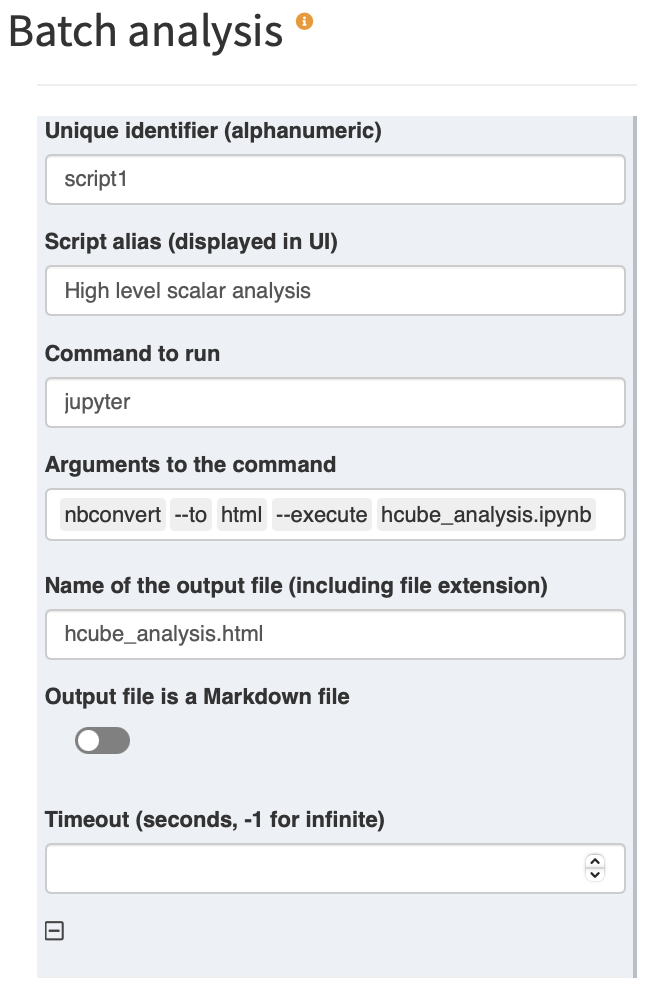 Batch analysis
Unique identifier (alphanumeric)
script1
Script alias (displayed in UI)
High level scalar analysis
Command to run
jupyter
Arguments to the command
nbconvert --to html --execute hcube_analysis.ipynb
Name of the output file (including file extension)
hcube_analysis.html
Output file is a Markdown file
Timeout (seconds, -1 for infinite)